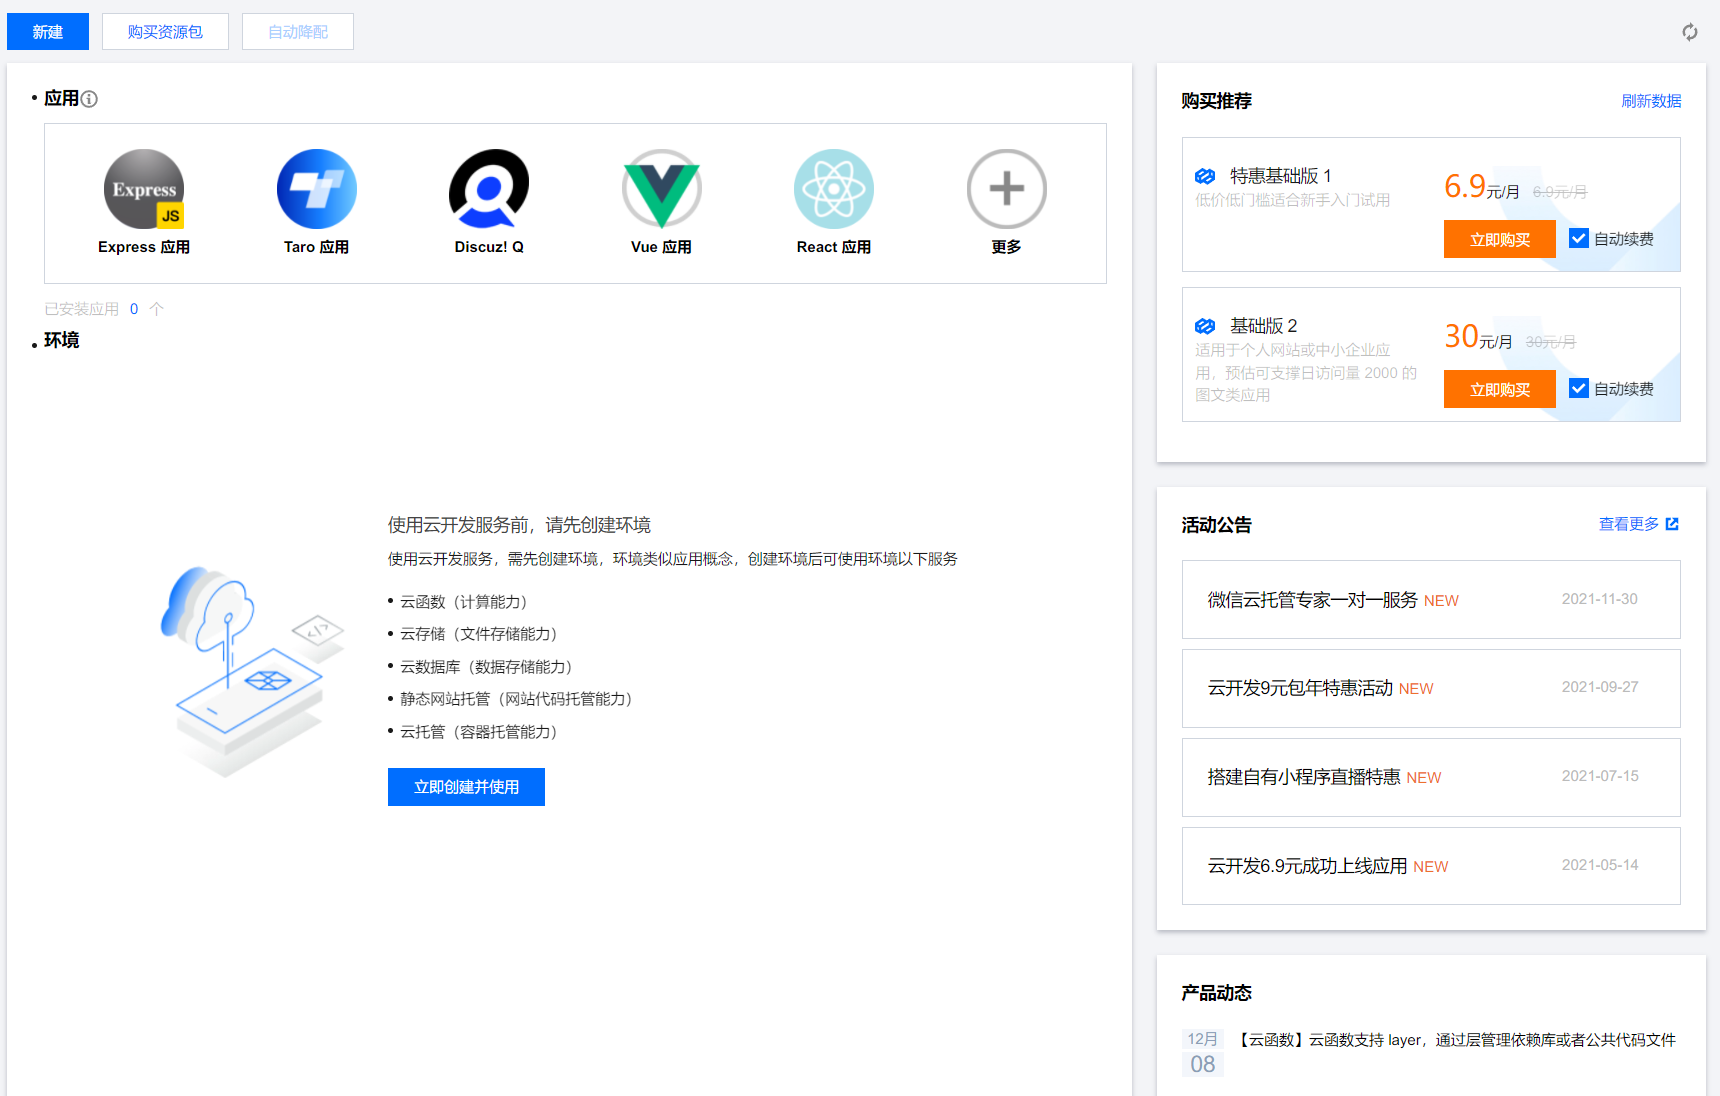 新建
购买资源包
自动降配
应用
Express
JS
Express 应用
Taro 应用
Discuz! Q
Vue 应用
React 应用
更多
已安装应用 0 个
环境
使用云开发服务前，请先创建环境
使用云开发服务，需先创建环境，环境类似应用概念，创建环境后可使用环境以下服务
云函数（计算能力）
云存储（文件存储能力）
云数据库（数据存储能力）
静态网站托管（网站代码托管能力）
云托管（容器托管能力）
立即创建并使用
购买推荐
刷新数据
特惠基础版 1
低价低门槛适合新手入门试用
6.9元/月 6.9元/月
立即购买
自动续费
基础版 2
适用于个人网站或中小企业应
用，预估可支撑日访问量 2000 的
图文类应用
30元/月 30元/月
立即购买
自动续费
活动公告
查看更多
微信云托管专家一对一服务 NEW
2021-11-30
云开发9元包年特惠活动 NEW
2021-09-27
搭建自有小程序直播特惠 NEW
2021-07-15
云开发6.9元成功上线应用 NEW
2021-05-14
产品动态
12月
08
【云函数】云函数支持 layer，通过层管理依赖库或者公共代码文件